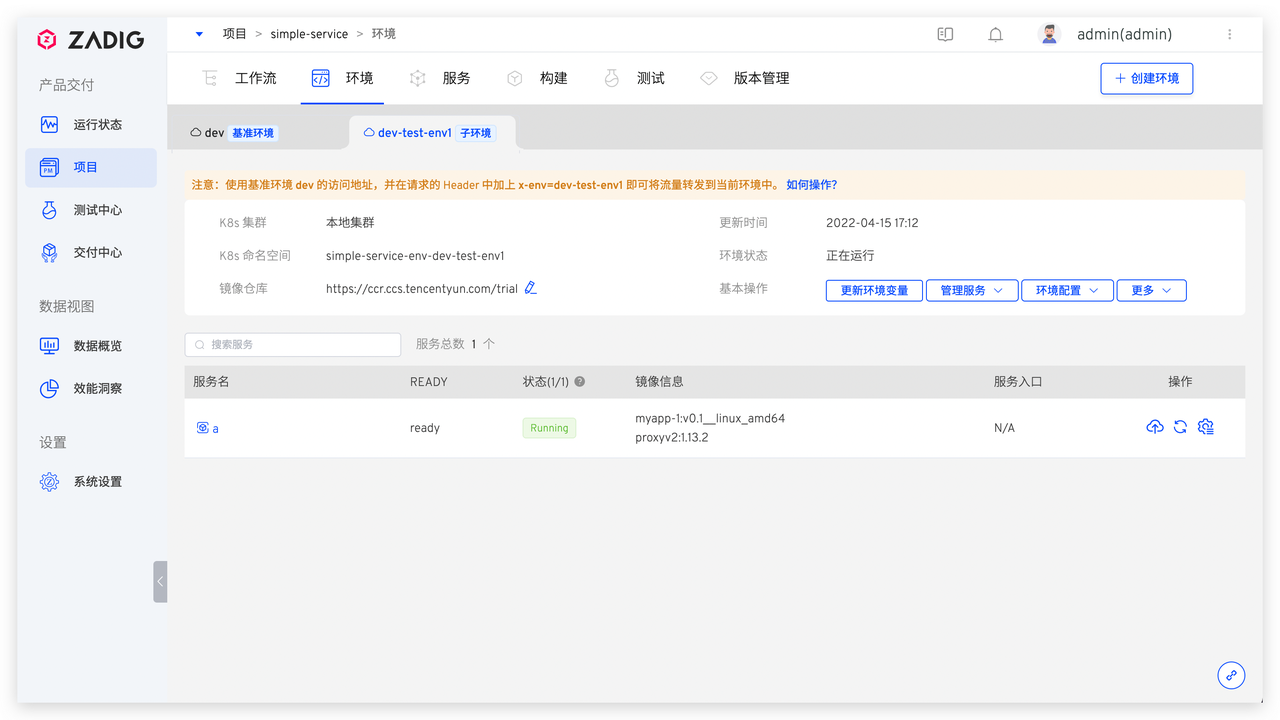 ZADIG
项目 > simple-service > 环境
admin(admin)
产品交付
运行状态
项目
测试中心
交付中心
数据视图
数据概览
效能洞察
设置
系统设置
工作流
环境
服务
构建
测试
版本管理
+ 创建环境
dev 基准环境
dev-test-env1 子环境
注意：使用基准环境 dev 的访问地址，并在请求的 Header 中加上 x-env=dev-test-env1 即可将流量转发到当前环境中。 如何操作？
K8s 集群 本地集群 更新时间 2022-04-15 17:12
K8s 命名空间 simple-service-env-dev-test-env1 环境状态 正在运行
镜像仓库 https://ccr.ccs.tencentyun.com/trial 基本操作 更新环境变量 管理服务 环境配置 更多
搜索服务 服务总数 1 个
服务名 READY 状态(1/1) 镜像信息 服务入口 操作
a ready Running myapp-1:v0.1__linux_amd64 N/A
proxyv2:1.13.2